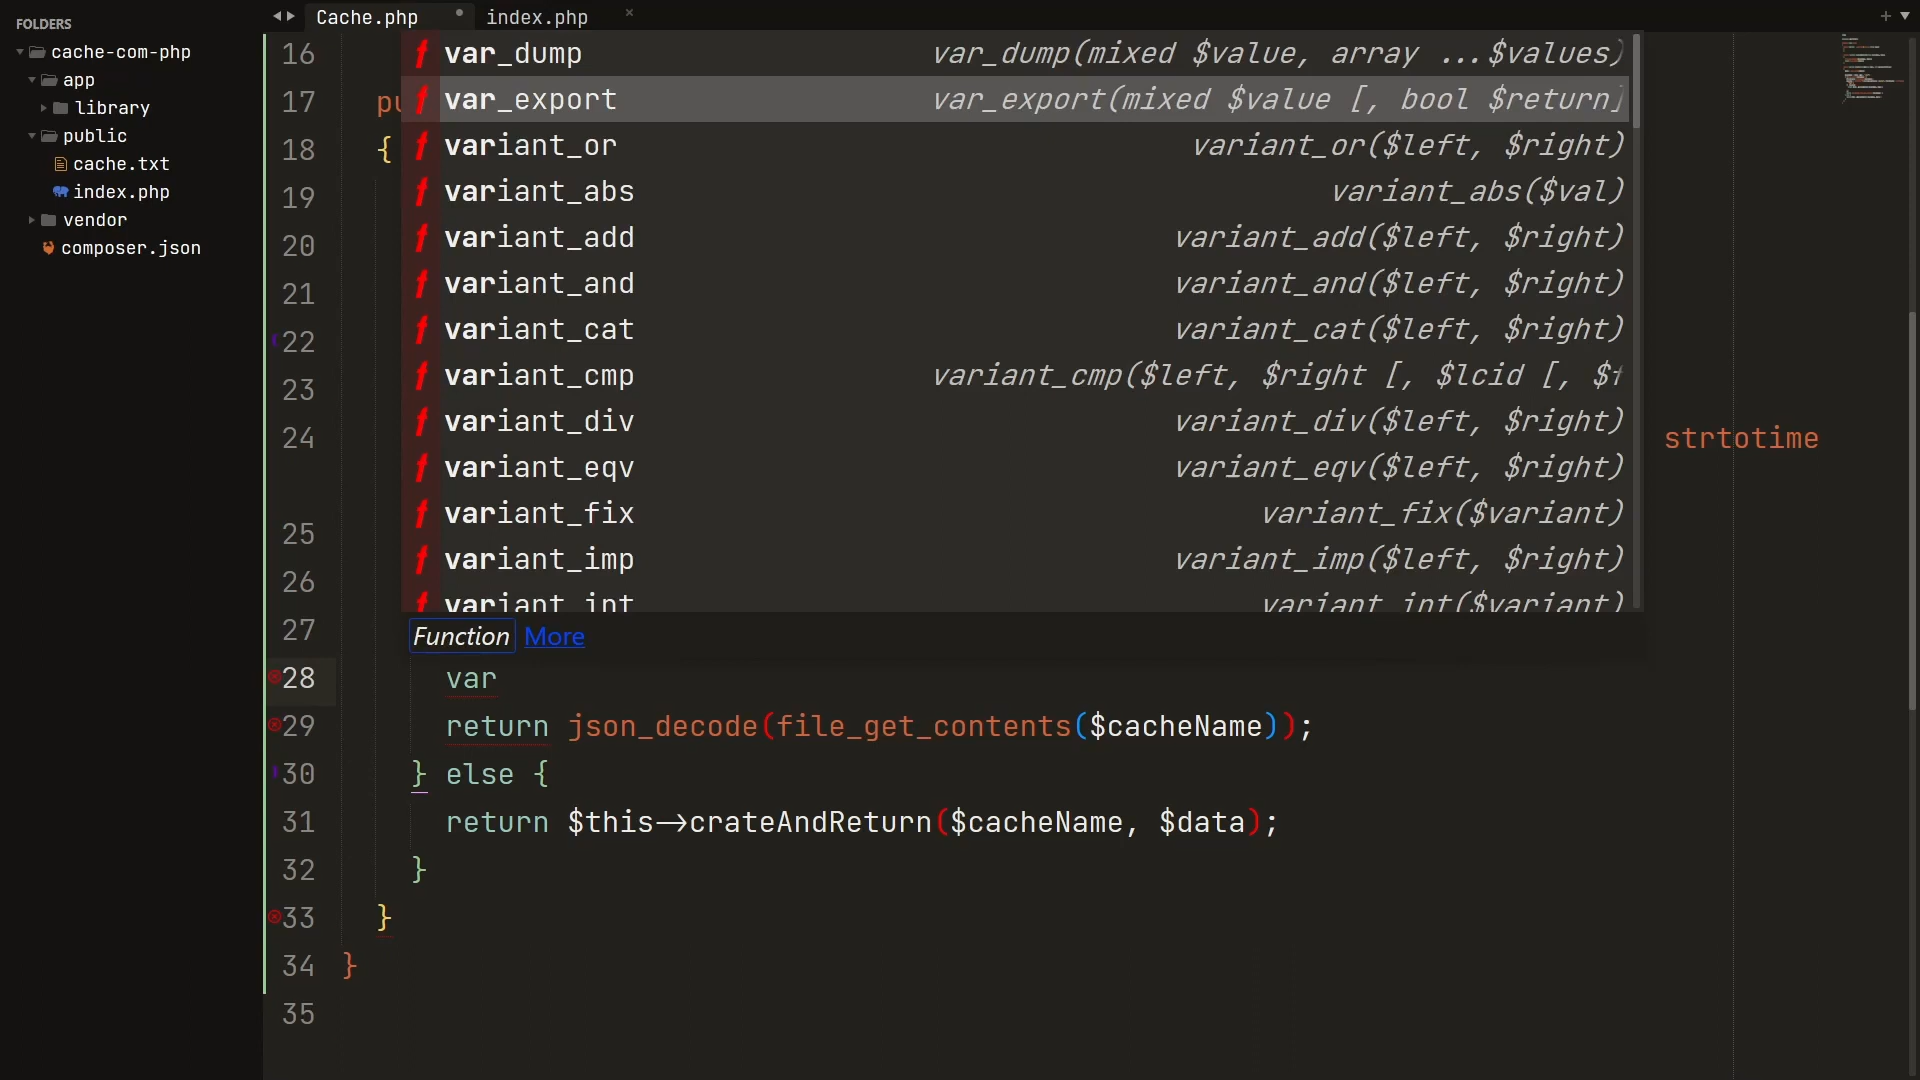 FOLDERS
cache-com-php
app
library
public
cache.txt
index.php
vendor
composer.json
Cache.php
index.php
16
var_dump var_dump(mixed $value, array ...$values)
17 pu
var_export var_export(mixed $value [, bool $return]
18 {
variant_or variant_or($left, $right)
19
variant_abs variant_abs($val)
20
variant_add variant_add($left, $right)
21
variant_and variant_and($left, $right)
22
variant_cat variant_cat($left, $right)
23
variant_cmp variant_cmp($left, $right [, $lcid [, $f
24 strtotime
variant_div variant_div($left, $right)
variant_eqv variant_eqv($left, $right)
25
variant_fix variant_fix($variant)
26
variant_imp variant_imp($left, $right)
variant_int variant_int($variant)
27
Function More
28 var
29 return json_decode(file_get_contents($cacheName));
30 } else {
31 return $this->crateAndReturn($cacheName, $data);
32 }
33 }
34 }
35